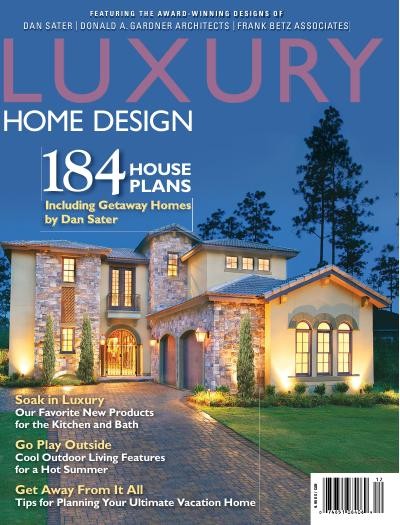 FEATURING THE AWARD-WINNING DESIGNS OF
DAN SATER | DONALD A. GARDNER ARCHITECTS | FRANK BETZ ASSOCIATES
LUXURY
HOME DESIGN
184 HOUSE
PLANS
Including Getaway Homes
by Dan Sater
Soak in Luxury
Our Favorite New Products
for the Kitchen and Bath
Go Play Outside
Cool Outdoor Living Features
for a Hot Summer
Get Away From It All
Tips for Planning Your Ultimate Vacation Home
12